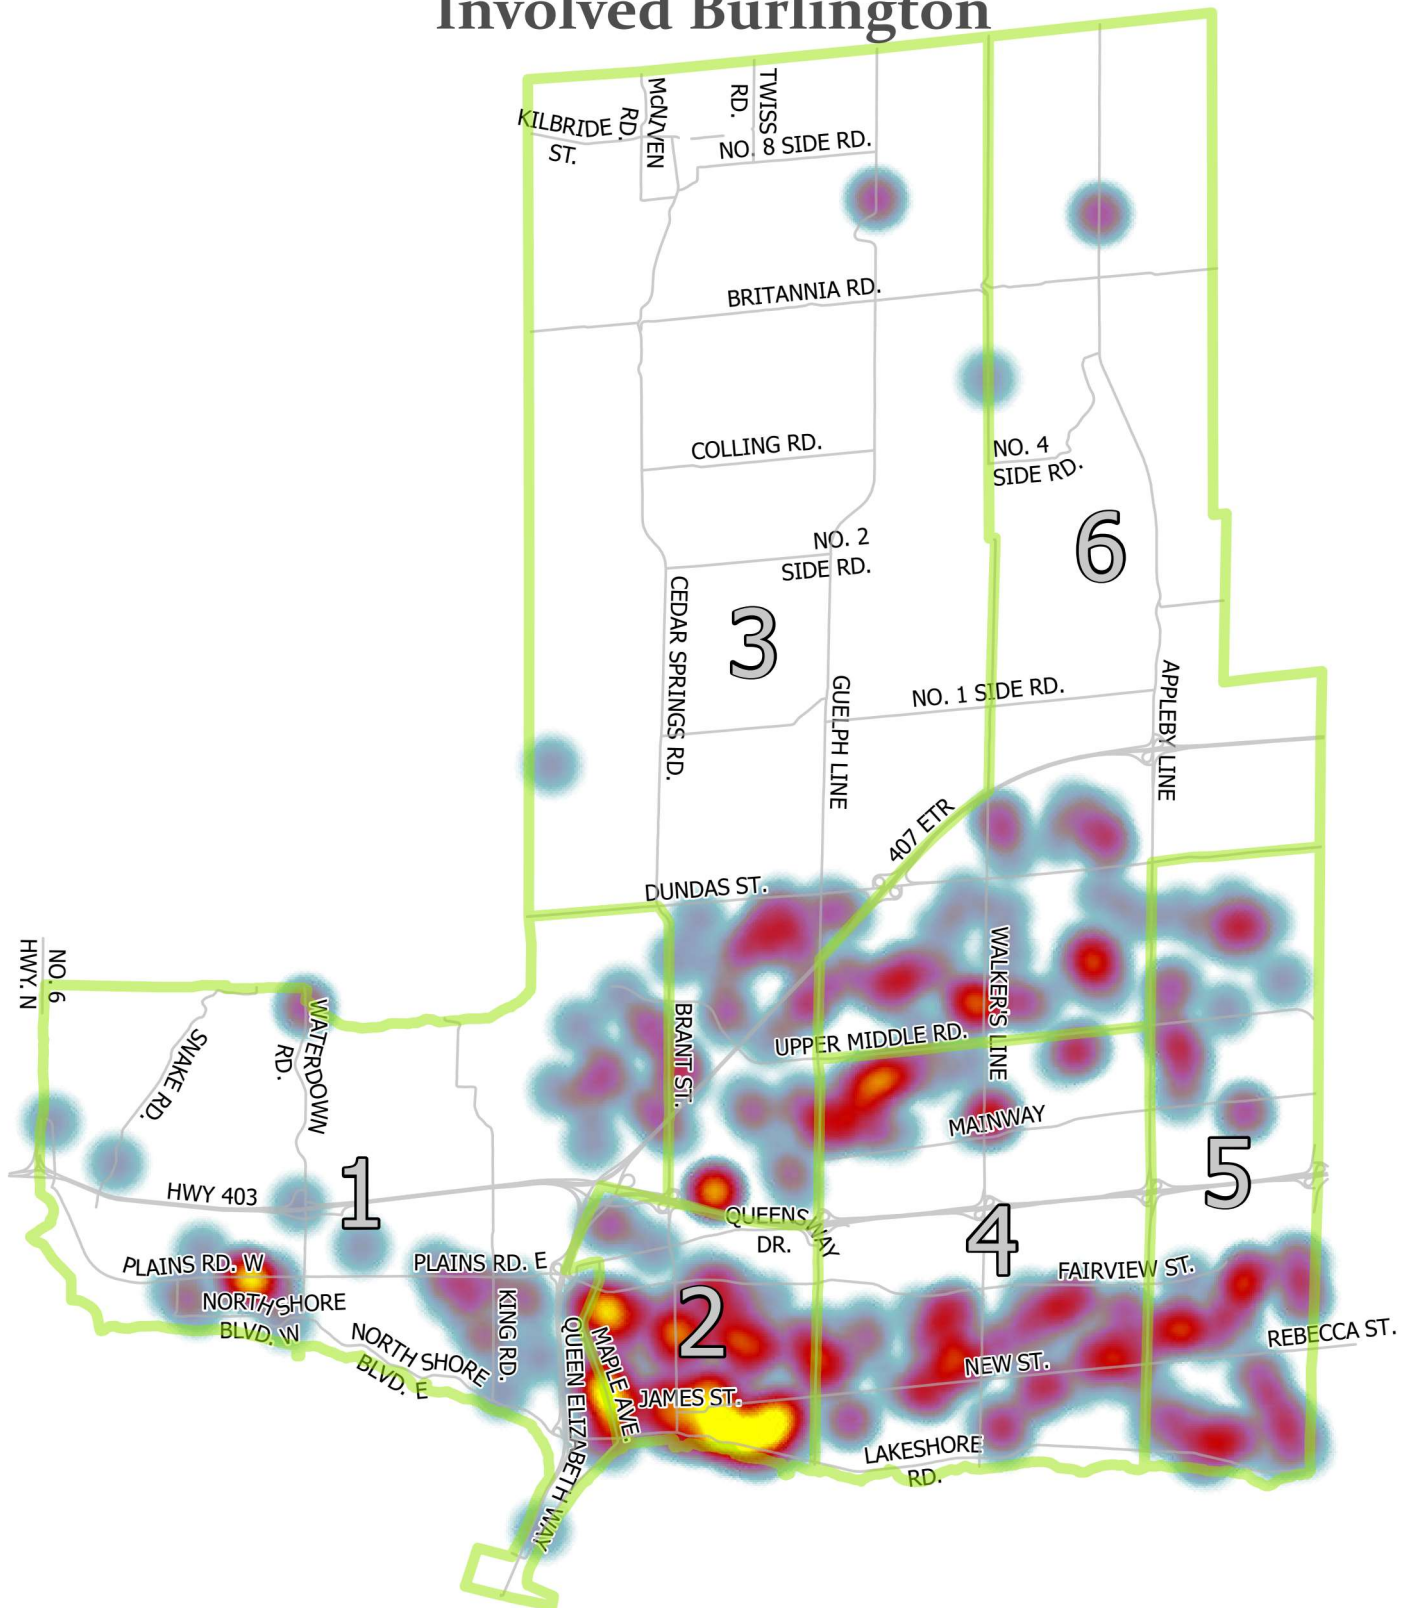 Involved Burlington
KILBRIDE
ST.
McNIVEN
RD.
TWISS
RD.
NO. 8 SIDE RD.
BRITANNIA RD.
COLLING RD.
NO. 4
SIDE RD.
NO. 2
SIDE RD.
6
3
CEDAR SPRINGS RD.
GUELPH LINE
NO. 1 SIDE RD.
APPLEBY LINE
407 ETR
DUNDAS ST.
NO. 6
HWY. N
SNAKE RD.
WATERDOWN
RD.
BRANT ST.
WALKER'S LINE
UPPER MIDDLE RD.
MAINWAY
1
HWY 403
5
QUEENSWAY
DR.
4
PLAINS RD. W
PLAINS RD. E
FAIRVIEW ST.
NORTHSHORE
BLVD. W
NORTH SHORE
BLVD. E
KING RD.
QUEEN ELIZABETH WAY
MAPLE AVE.
2
JAMES ST.
NEW ST.
REBECCA ST.
LAKESHORE
RD.